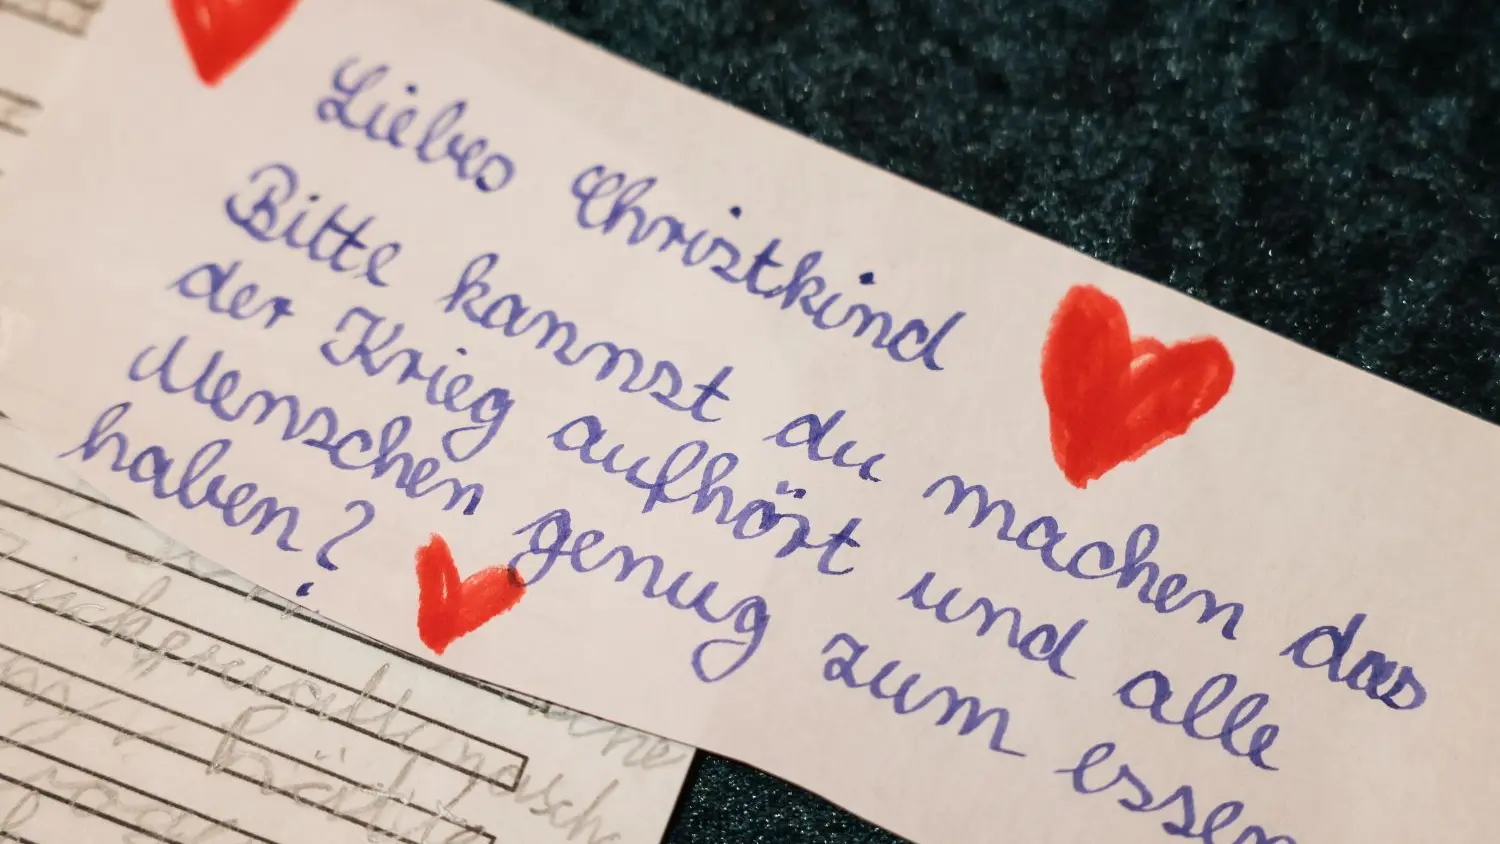 Liebes Christkind
Bitte kannst du machen das
der Krieg aufhört und alle
Menschen genug zum essen
haben?